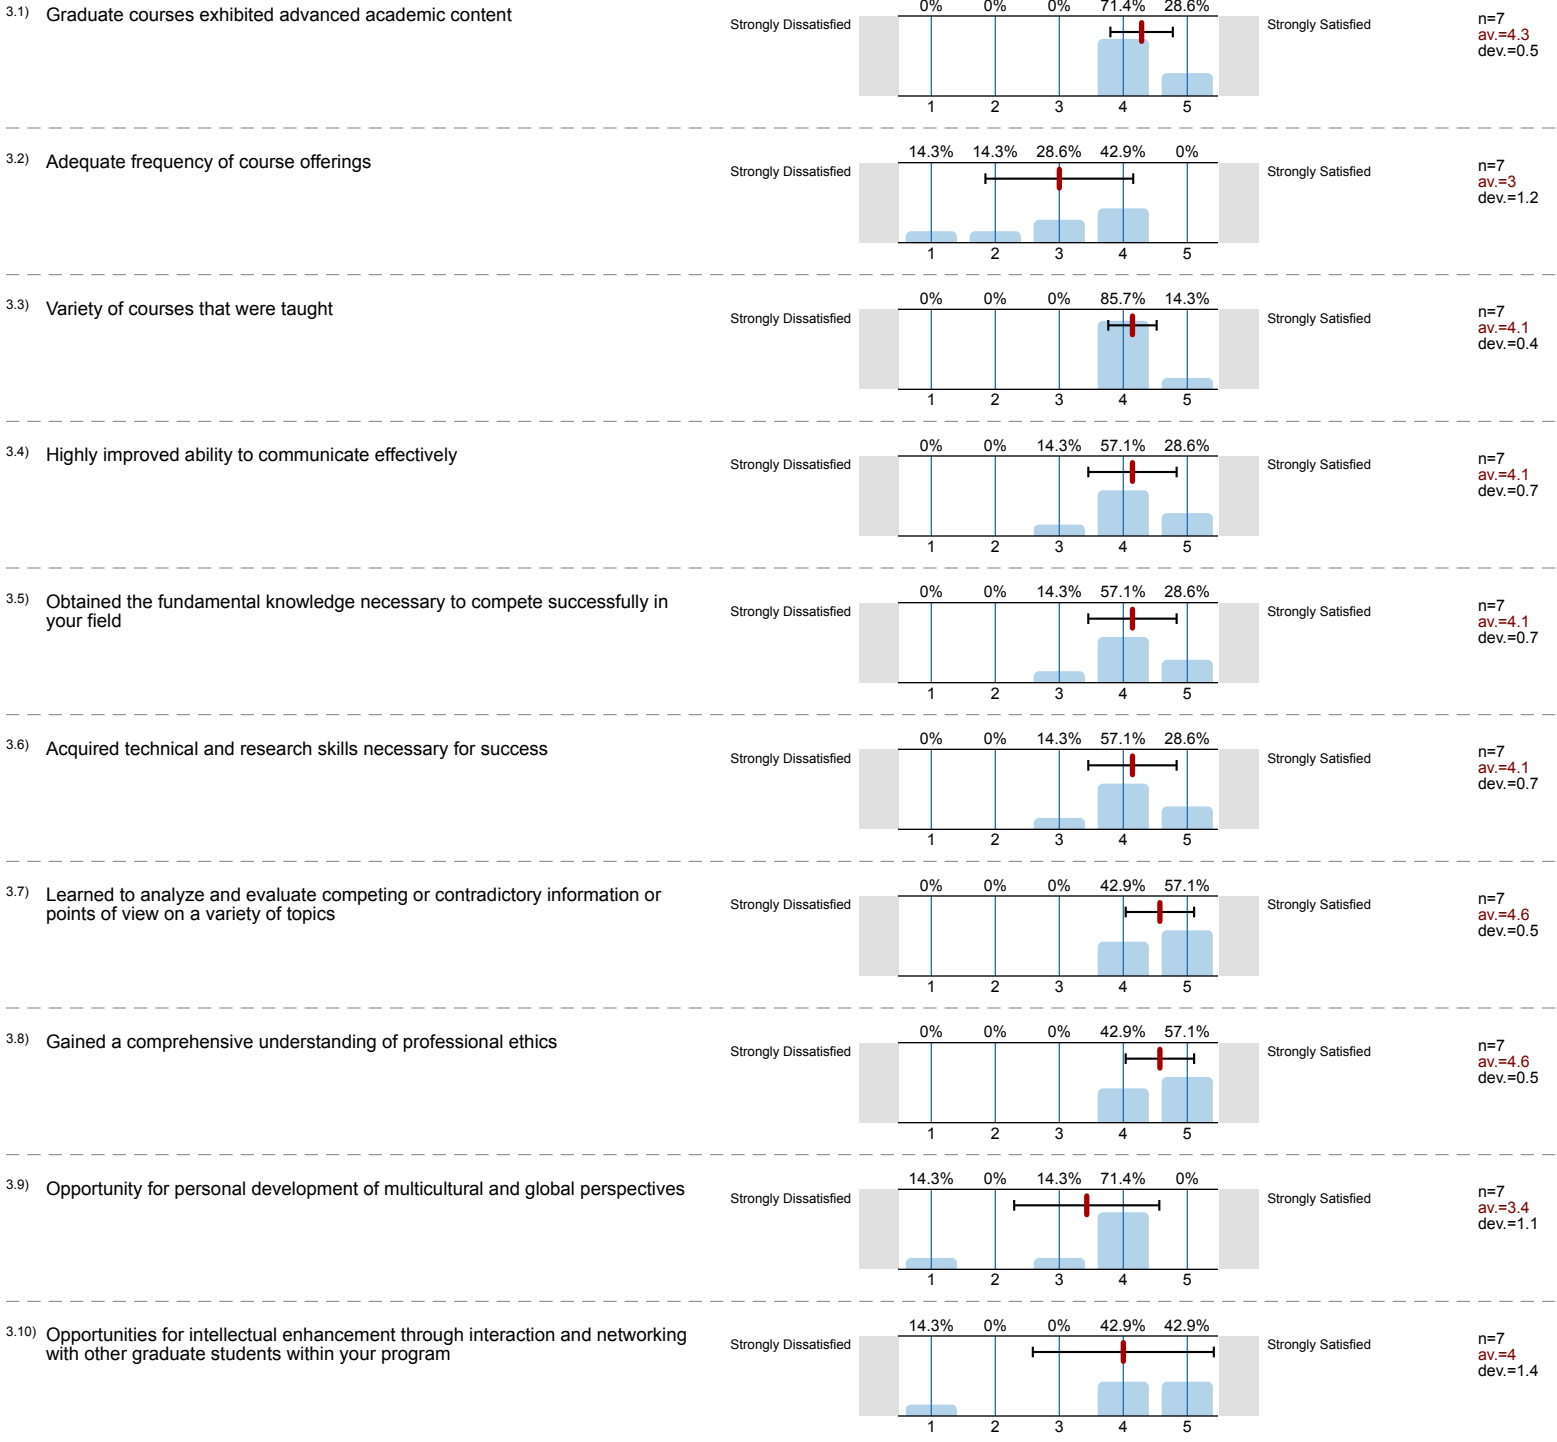 3.1) Graduate courses exhibited advanced academic content
0% 0% 0% 71.4% 28.6%
Strongly Dissatisfied Strongly Satisfied
n=7
av.=4.3
dev.=0.5
1 2 3 4 5
3.2) Adequate frequency of course offerings
14.3% 14.3% 28.6% 42.9% 0%
Strongly Dissatisfied Strongly Satisfied
n=7
av.=3
dev.=1.2
1 2 3 4 5
3.3) Variety of courses that were taught
0% 0% 0% 85.7% 14.3%
Strongly Dissatisfied Strongly Satisfied
n=7
av.=4.1
dev.=0.4
1 2 3 4 5
3.4) Highly improved ability to communicate effectively
0% 0% 14.3% 57.1% 28.6%
Strongly Dissatisfied Strongly Satisfied
n=7
av.=4.1
dev.=0.7
1 2 3 4 5
3.5) Obtained the fundamental knowledge necessary to compete successfully in
your field
0% 0% 14.3% 57.1% 28.6%
Strongly Dissatisfied Strongly Satisfied
n=7
av.=4.1
dev.=0.7
1 2 3 4 5
3.6) Acquired technical and research skills necessary for success
0% 0% 14.3% 57.1% 28.6%
Strongly Dissatisfied Strongly Satisfied
n=7
av.=4.1
dev.=0.7
1 2 3 4 5
3.7) Learned to analyze and evaluate competing or contradictory information or
points of view on a variety of topics
0% 0% 0% 42.9% 57.1%
Strongly Dissatisfied Strongly Satisfied
n=7
av.=4.6
dev.=0.5
1 2 3 4 5
3.8) Gained a comprehensive understanding of professional ethics
0% 0% 0% 42.9% 57.1%
Strongly Dissatisfied Strongly Satisfied
n=7
av.=4.6
dev.=0.5
1 2 3 4 5
3.9) Opportunity for personal development of multicultural and global perspectives
14.3% 0% 14.3% 71.4% 0%
Strongly Dissatisfied Strongly Satisfied
n=7
av.=3.4
dev.=1.1
1 2 3 4 5
3.10) Opportunities for intellectual enhancement through interaction and networking
with other graduate students within your program
14.3% 0% 0% 42.9% 42.9%
Strongly Dissatisfied Strongly Satisfied
n=7
av.=4
dev.=1.4
1 2 3 4 5